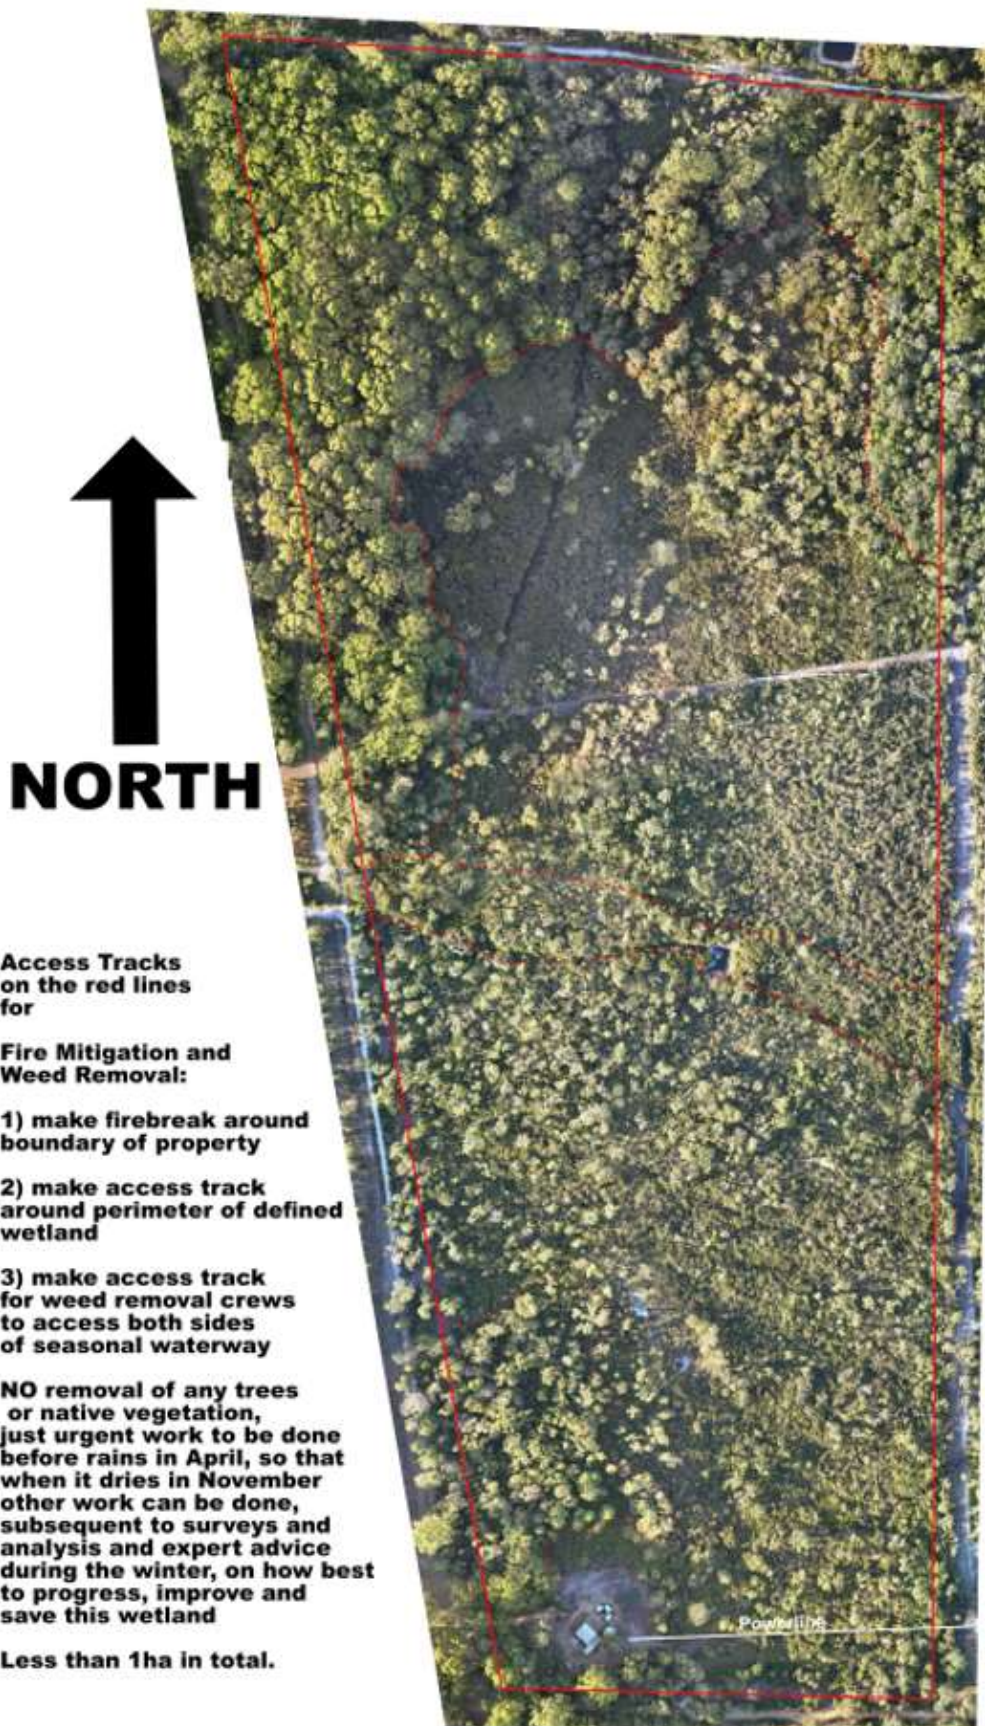 NORTH
Access Tracks
on the red lines
for
Fire Mitigation and
Weed Removal:
1) make firebreak around
boundary of property
2) make access track
around perimeter of defined
wetland
3) make access track
for weed removal crews
to access both sides
of seasonal waterway
NO removal of any trees
or native vegetation,
just urgent work to be done
before rains in April, so that
when it dries in November
other work can be done,
subsequent to surveys and
analysis and expert advice
during the winter, on how best
to progress, improve and
save this wetland
Less than 1ha in total.
Powerline